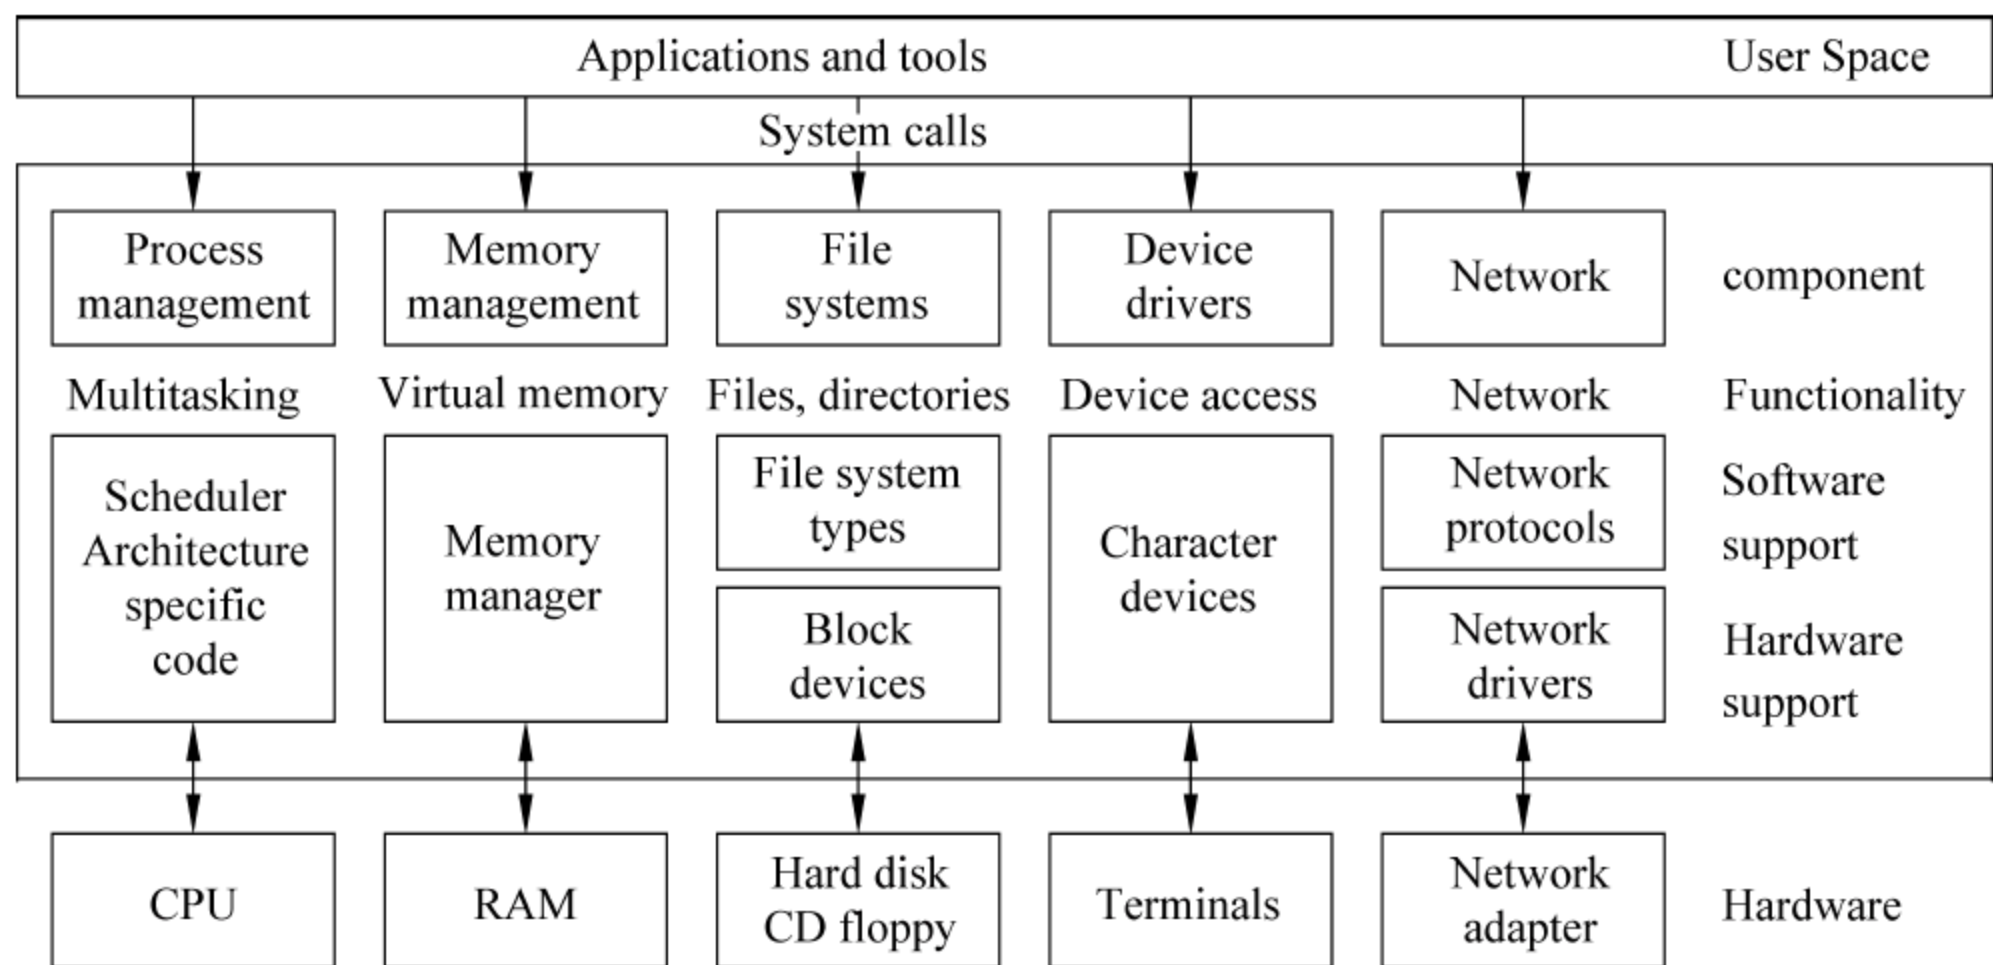 Applications and tools
User Space
System calls
Process
management
Memory
management
File
systems
Device
drivers
Network
component
Multitasking
Virtual memory
Files, directories
Device access
Network
Functionality
Scheduler
Architecture
specific
code
Memory
manager
File system
types
Block
devices
Character
devices
Network
protocols
Network
drivers
Software
support
Hardware
support
CPU
RAM
Hard disk
CD floppy
Terminals
Network
adapter
Hardware